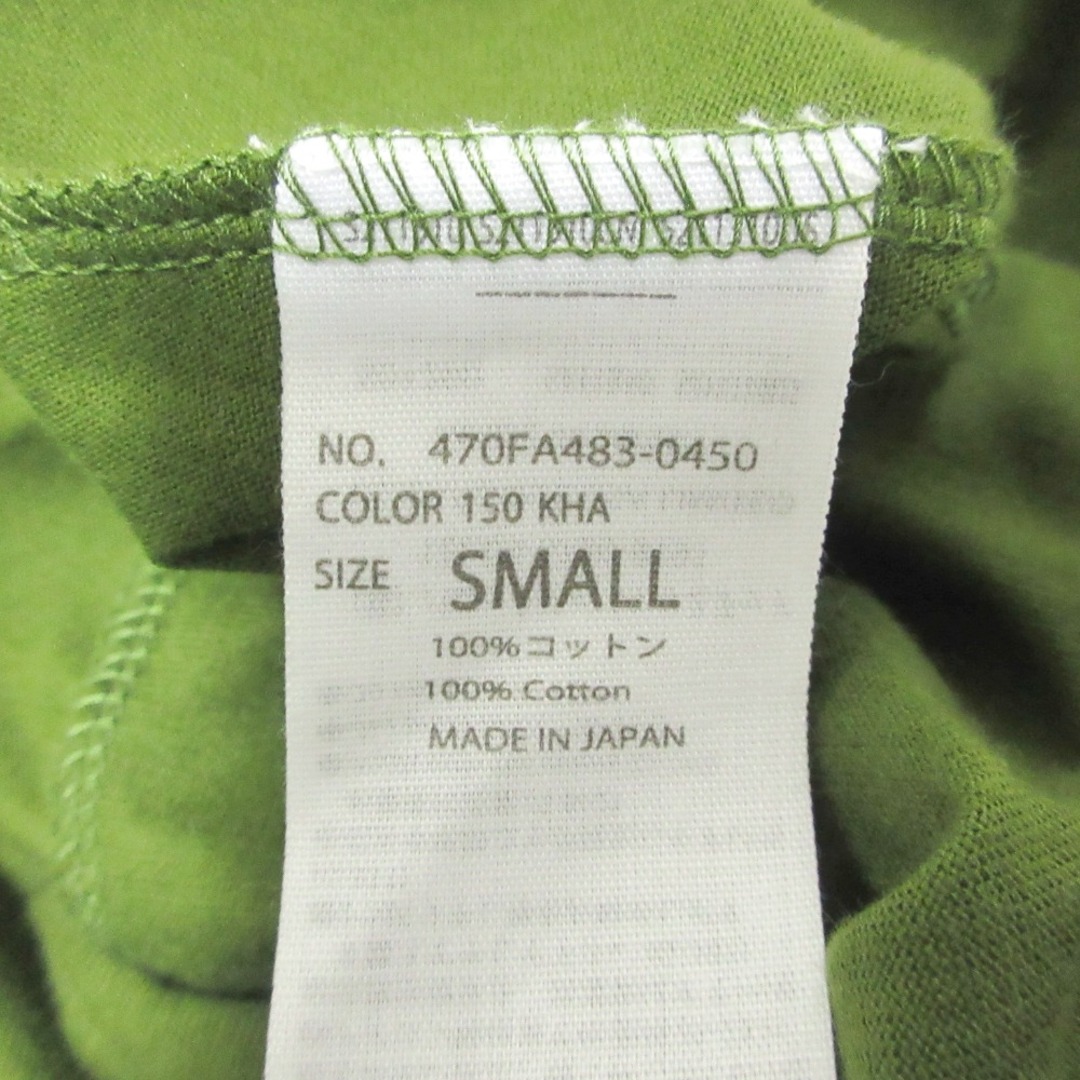 NO. 470FA483-0450
COLOR 150 KHA
SIZE SMALL
100%コットン
100% Cotton
MADE IN JAPAN